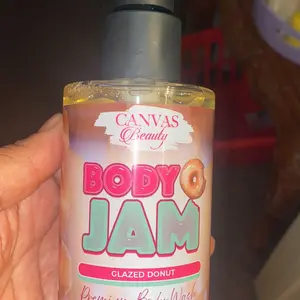 CANVAS
Beauty
BODY
JAM
GLAZED DONUT
Premium Body Wash